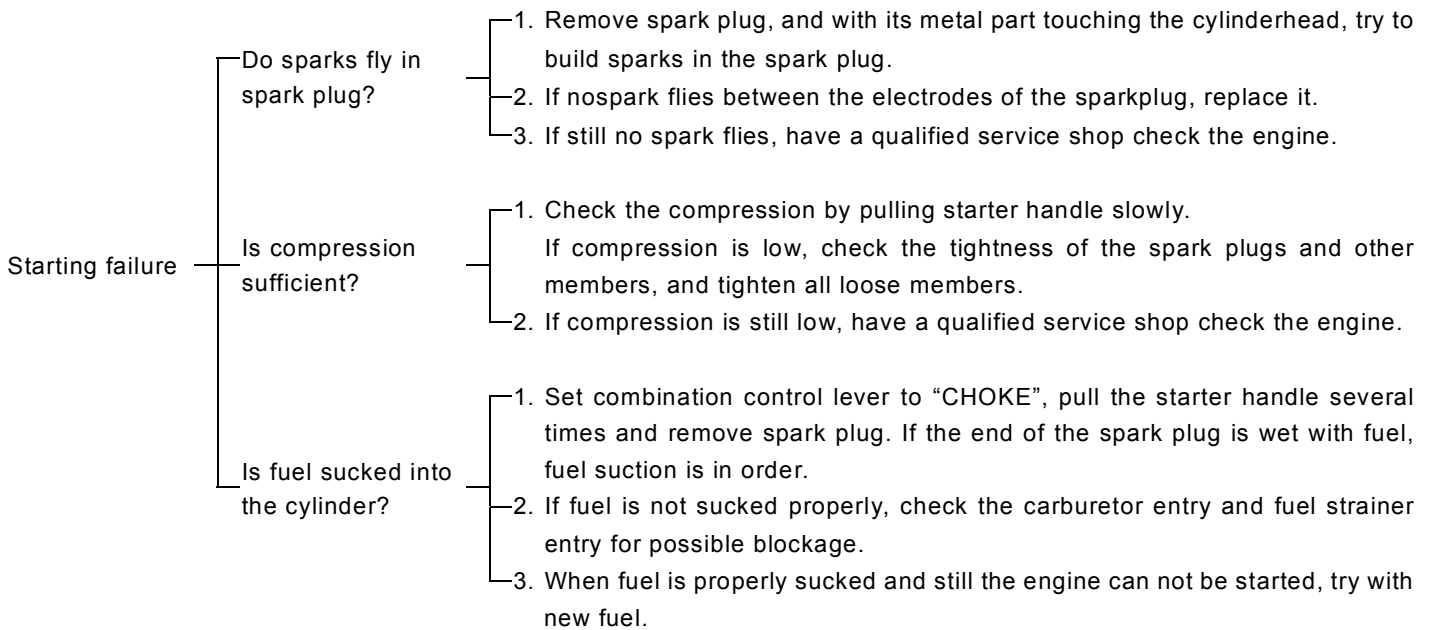 Starting failure
Do sparks fly in
spark plug?
1. Remove spark plug, and with its metal part touching the cylinderhead, try to
build sparks in the spark plug.
2. If nospark flies between the electrodes of the sparkplug, replace it.
3. If still no spark flies, have a qualified service shop check the engine.
Is compression
sufficient?
1. Check the compression by pulling starter handle slowly.
If compression is low, check the tightness of the spark plugs and other
members, and tighten all loose members.
2. If compression is still low, have a qualified service shop check the engine.
Is fuel sucked into
the cylinder?
1. Set combination control lever to “CHOKE”, pull the starter handle several
times and remove spark plug. If the end of the spark plug is wet with fuel,
fuel suction is in order.
2. If fuel is not sucked properly, check the carburetor entry and fuel strainer
entry for possible blockage.
3. When fuel is properly sucked and still the engine can not be started, try with
new fuel.